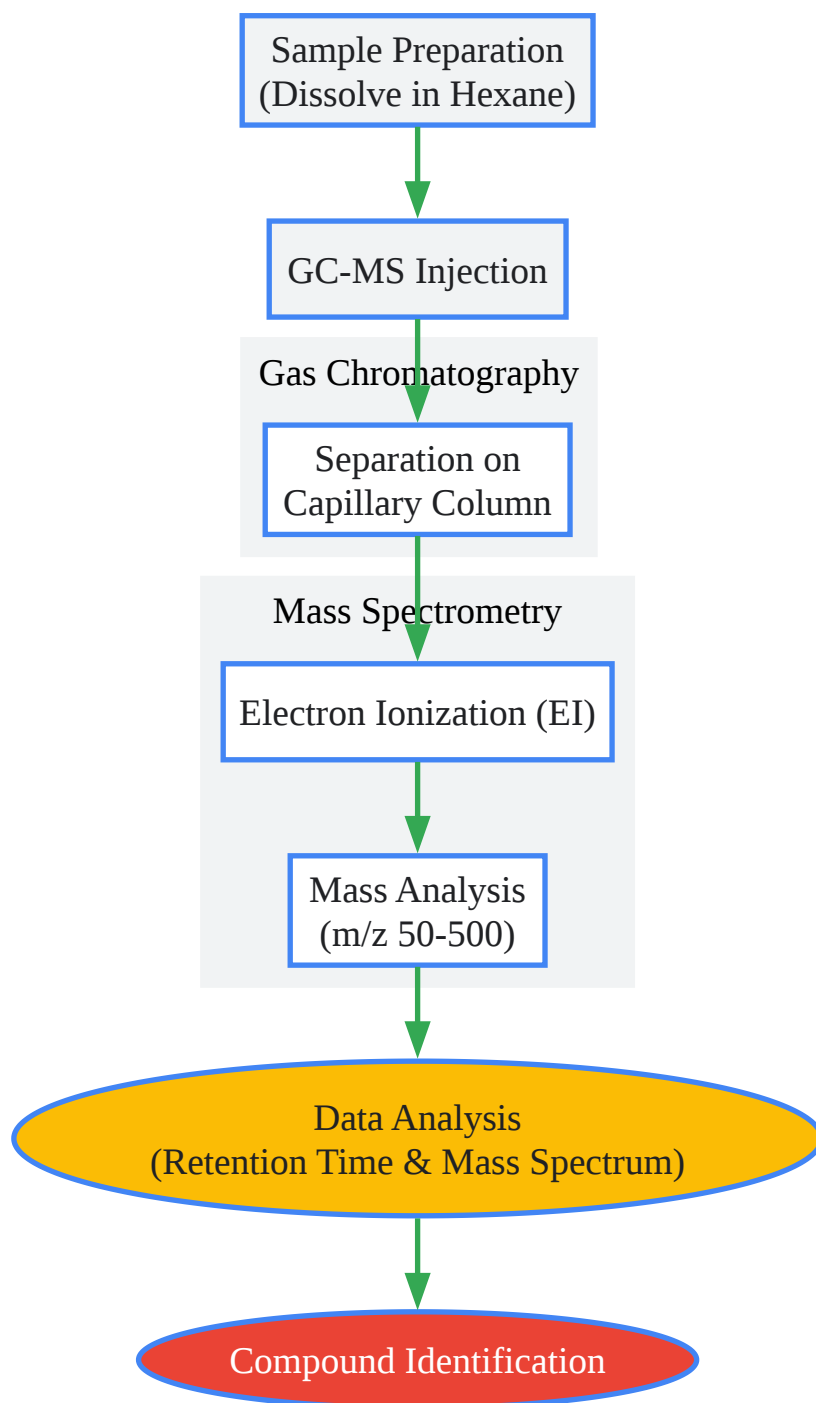 Sample Preparation
(Dissolve in Hexane)
GC-MS Injection
Gas Chromatography
Separation on
Capillary Column
Mass Spectrometry
Electron Ionization (EI)
Mass Analysis
(m/z 50-500)
Data Analysis
(Retention Time & Mass Spectrum)
Compound Identification